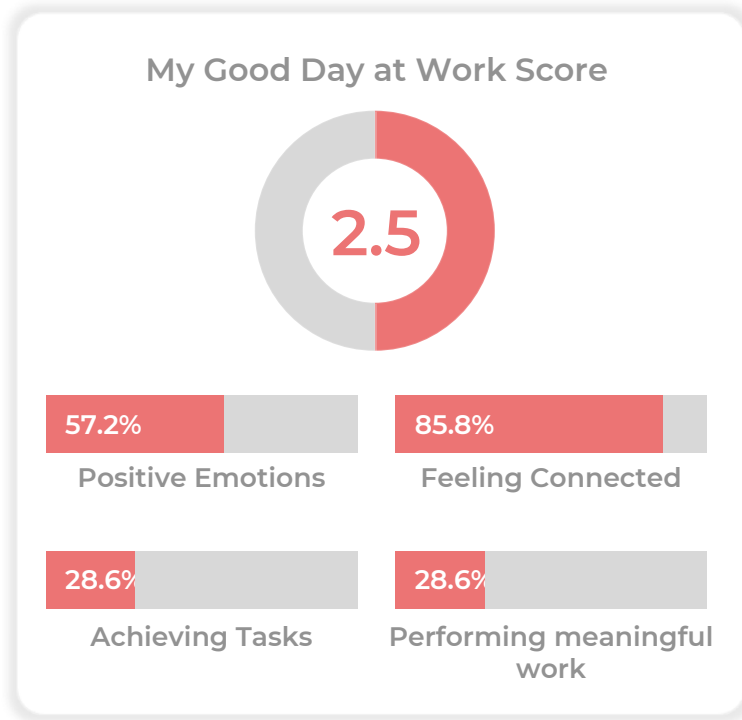 My Good Day at Work Score
2.5
57.2%
85.8%
Positive Emotions
Feeling Connected
28.6%
28.6%
Achieving Tasks
Performing meaningful
work